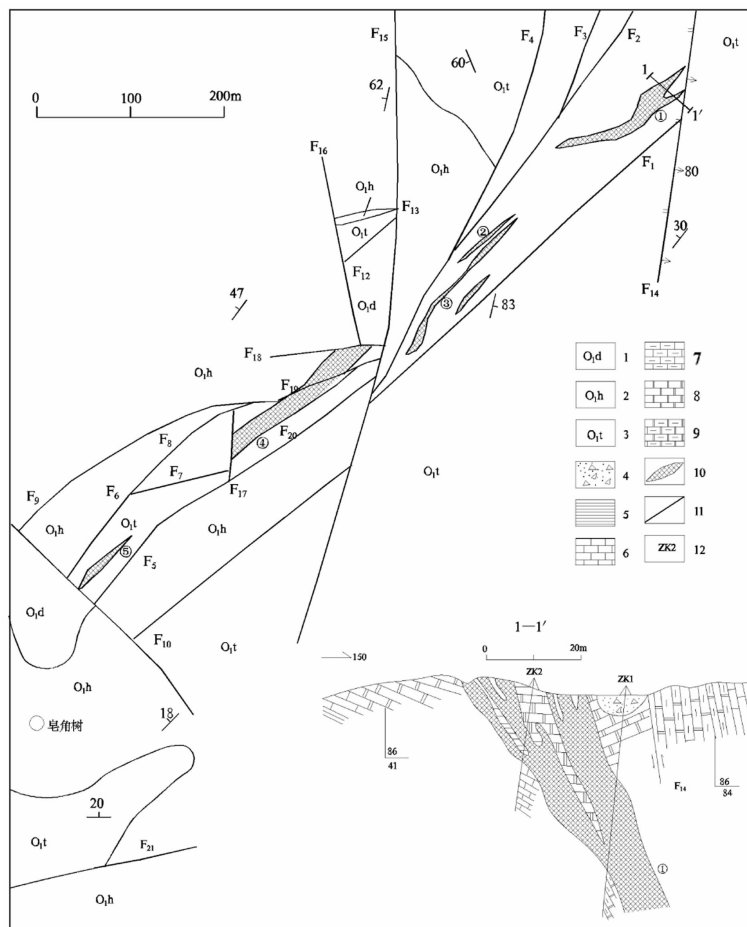 F₁₅
F₄
F₃
F₂
60
O₁t
O₁t
1
1′
①
62
0 100 200m
F₁₆
O₁h
O₁h
F₁
80
F₁₃
O₁t
②
30
F₁₂
F₁₄
47
O₁d
③
83
F₁₈
O₁h
F₁₉
④
F₂₀
F₈
F₇
F₆
F₁₇
F₉
O₁t
O₁h
O₁h
O₁t
⑤
F₅
O₁d
F₁₀
O₁t
O₁h
18
皂角树
20
O₁t
F₂₁
O₁h
O₁d 1
7
O₁h 2
8
O₁t 3
9
4
10
5
11
6
ZK2 12
1—1′
0 20m
150
ZK2
ZK1
86
41
F₁₄
86
84
①